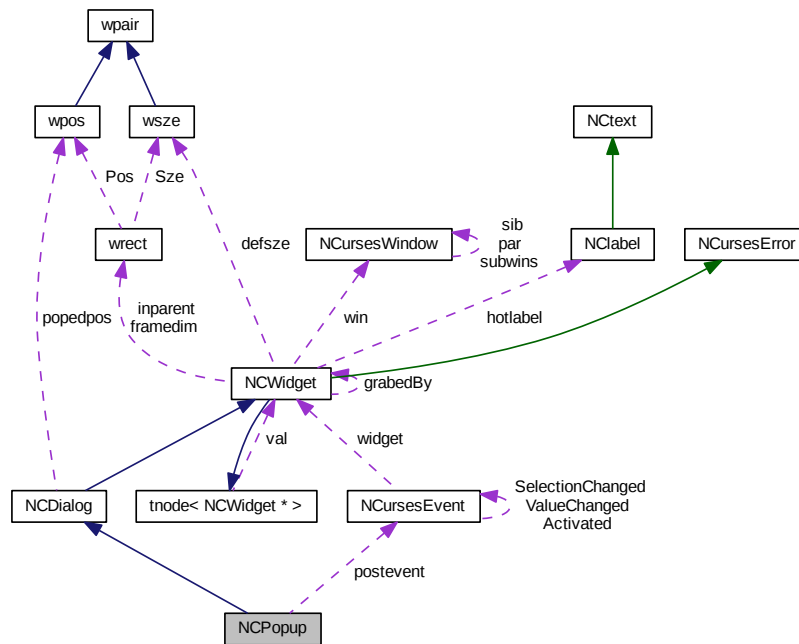 wpair
wpos
wsze
NCtext
Pos
Sze
wrect
defsze
NCursesWindow
sib
par
subwins
NClabel
NCursesError
popedpos
inparent
framedim
win
hotlabel
NCWidget
grabedBy
val
widget
NCDialog
tnode< NCWidget * >
NCursesEvent
SelectionChanged
ValueChanged
Activated
postevent
NCPopup